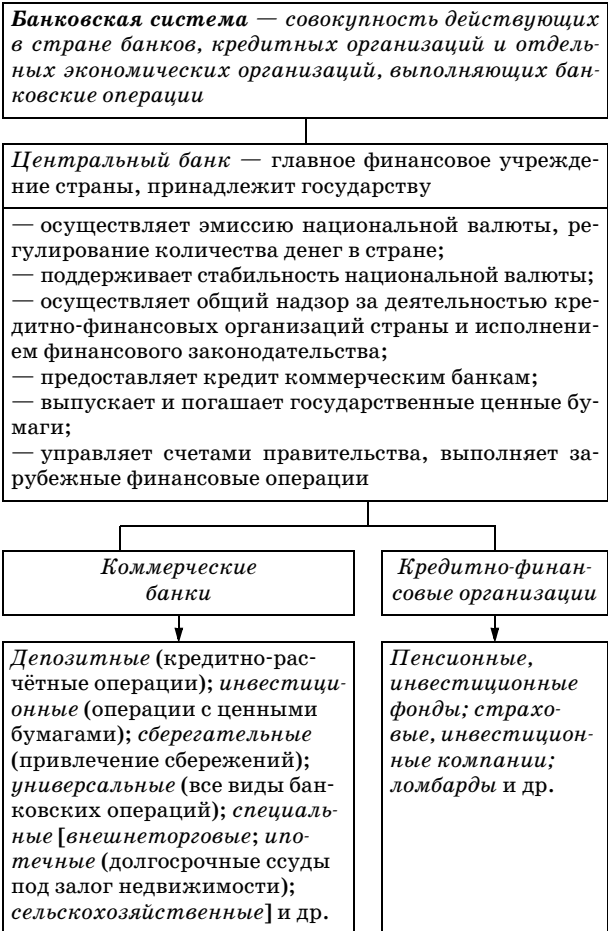 Банковская система — совокупность действующих
в стране банков, кредитных организаций и отдель-
ных экономических организаций, выполняющих бан-
ковские операции
Центральный банк — главное финансовое учрежде-
ние страны, принадлежит государству
— осуществляет эмиссию национальной валюты, ре-
гулирование количества денег в стране;
— поддерживает стабильность национальной валюты;
— осуществляет общий надзор за деятельностью кре-
дитно-финансовых организаций страны и исполнени-
ем финансового законодательства;
— предоставляет кредит коммерческим банкам;
— выпускает и погашает государственные ценные бу-
маги;
— управляет счетами правительства, выполняет за-
рубежные финансовые операции
Коммерческие
банки
Депозитные (кредитно-рас-
чётные операции); инвестици-
онные (операции с ценными
бумагами); сберегательные
(привлечение сбережений);
универсальные (все виды бан-
ковских операций); специаль-
ные [внешнеторговые; ипо-
течные (долгосрочные ссуды
под залог недвижимости);
сельскохозяйственные] и др.
Кредитно-финан-
совые организации
Пенсионные,
инвестиционные
фонды; страхо-
вые, инвестицион-
ные компании;
ломбарды и др.